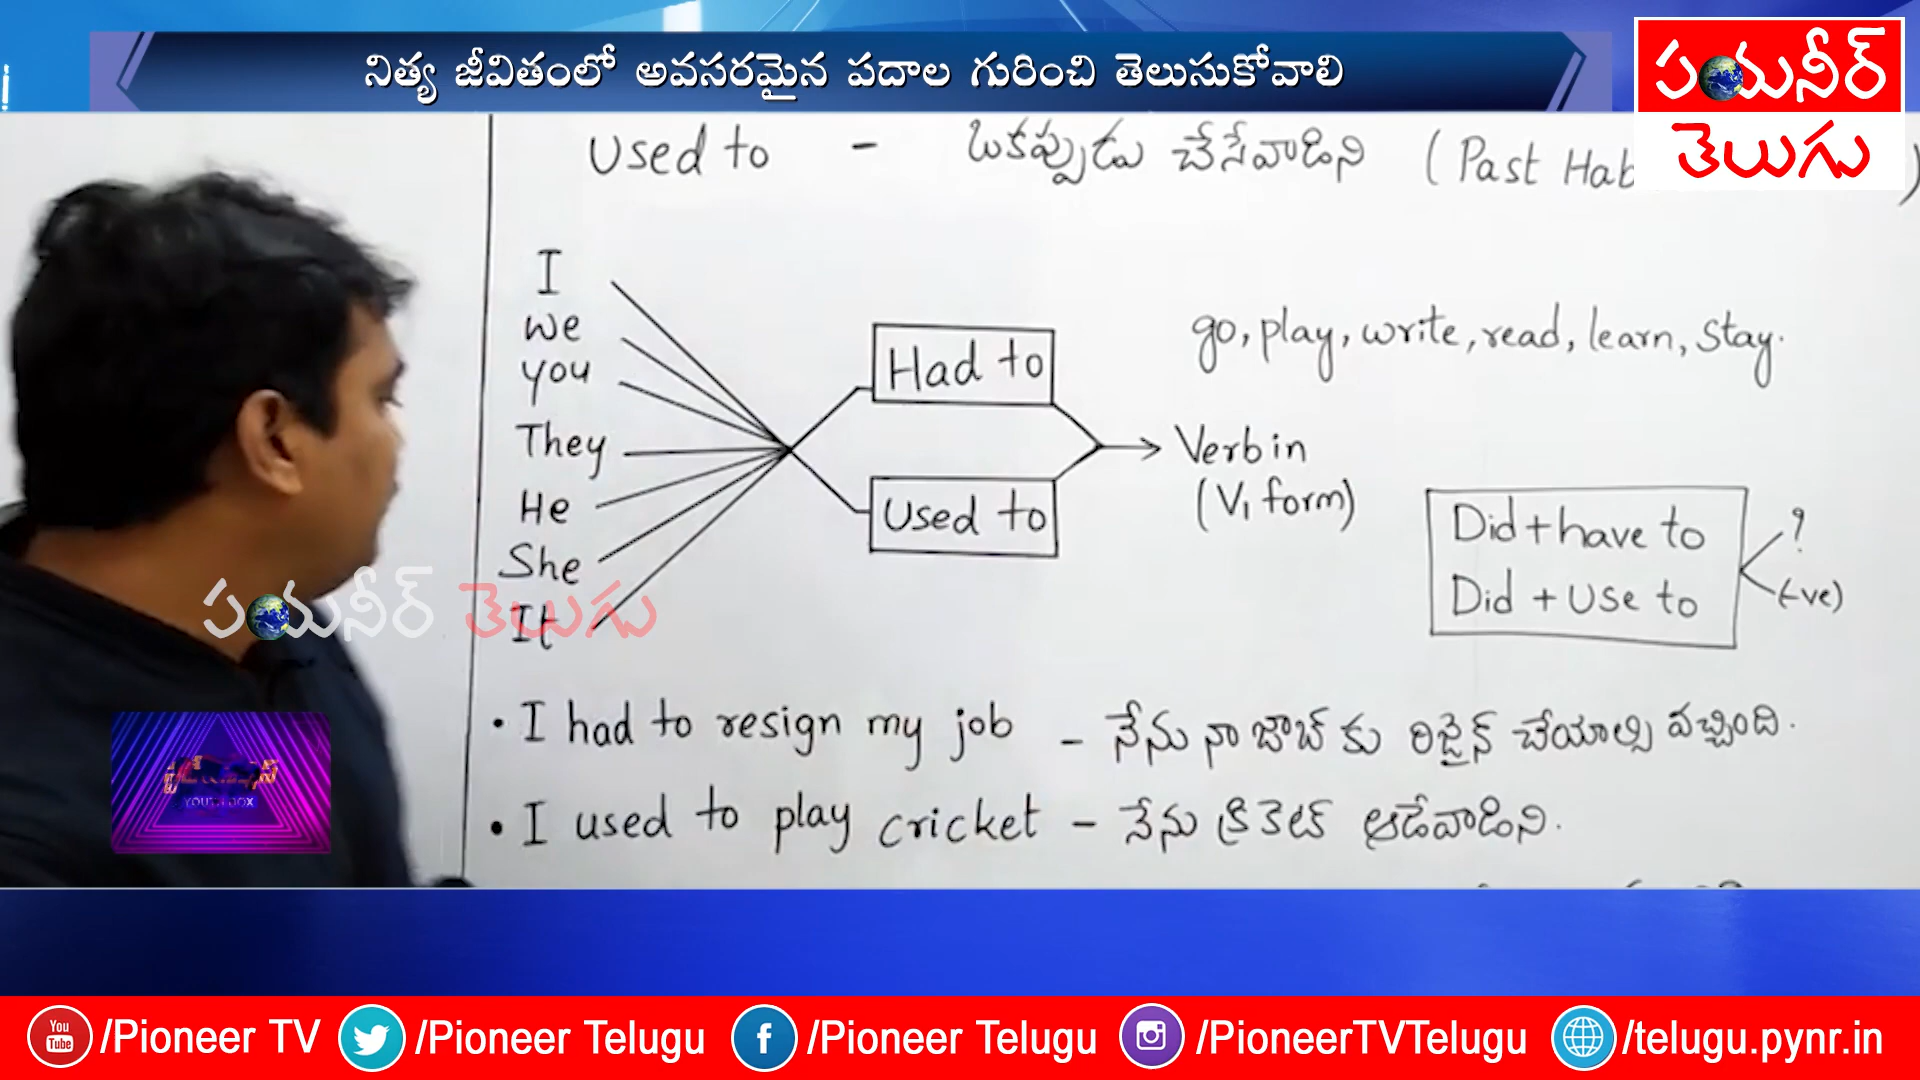 నిత్య జీవితంలో అవసరమైన పదాల గురించి తెలుసుకోవాలి
పయనీర్
తెలుగు
Used to - ఒకప్పుడు చేసేవాడిని (Past Hab )
I
We
you
They
He
She
It
Had to
Used to
go, play, write, read, learn, stay.
Verb in
(V₁ form)
Did + have to
Did + use to
?
(-ve)
పయనీర్ తెలుగు
• I had to resign my job - నేను నా జాబ్ కు రిజైన్ చేయాల్సి వచ్చింది.
• I used to play cricket - నేను క్రికెట్ ఆడేవాడిని.
You Tube /Pioneer TV /Pioneer Telugu /Pioneer Telugu /PioneerTVTelugu /telugu.pynr.in